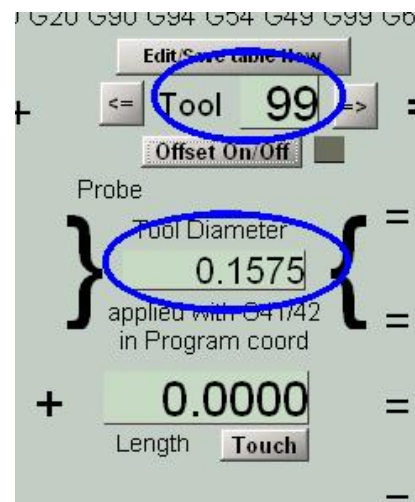 G20 G90 G94 G54 G49 G99
Edit/Save table Now
+ <= Tool 99 =>
Offset On/Off
Probe
} Tool Diameter { =
0.1575
applied with G41/42 =
in Program coord
+ 0.0000 =
Length Touch